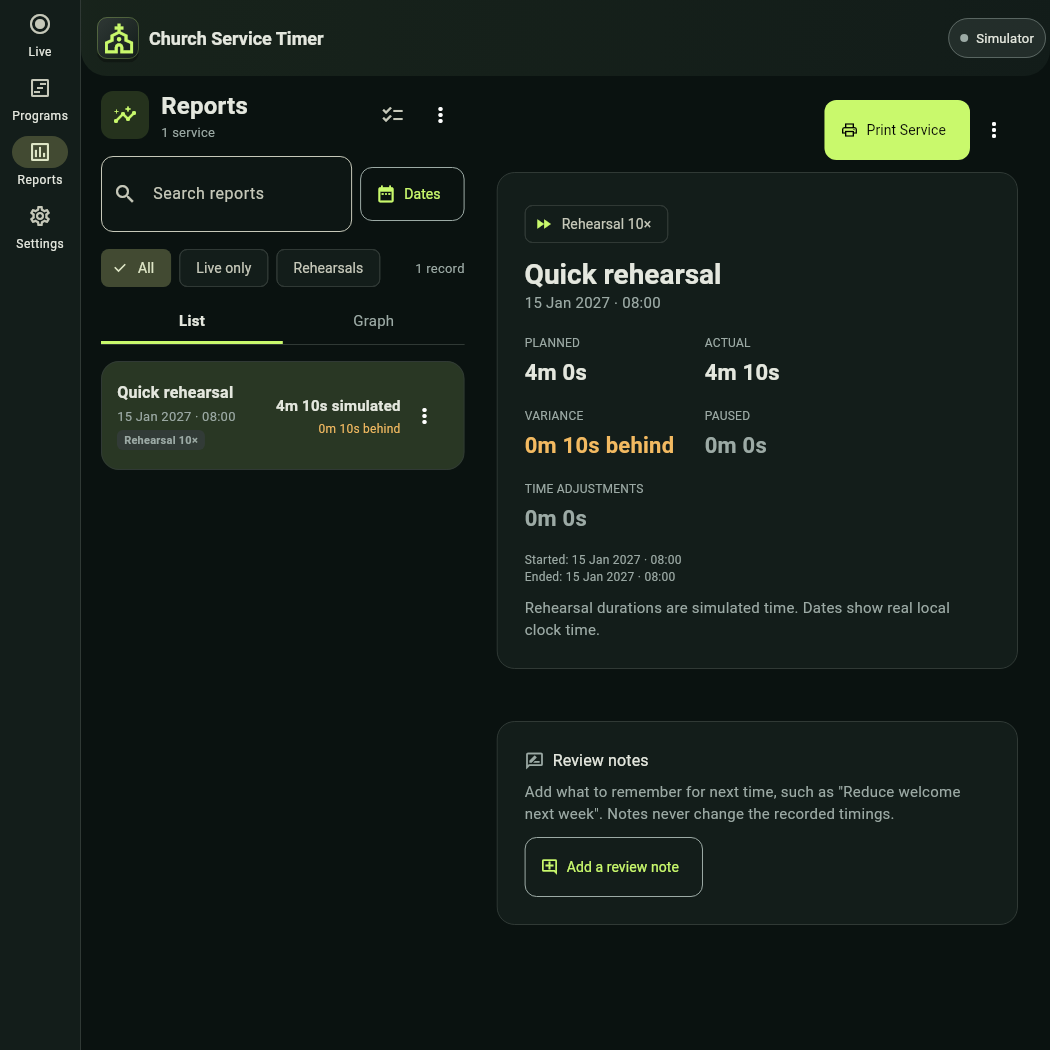 Live
Programs
Reports
Settings
Church Service Timer
Simulator
Reports
1 service
Search reports
Dates
All
Live only
Rehearsals
1 record
List
Graph
Quick rehearsal
15 Jan 2027 · 08:00
Rehearsal 10×
4m 10s simulated
0m 10s behind
Print Service
Rehearsal 10×
Quick rehearsal
15 Jan 2027 · 08:00
PLANNED
4m 0s
ACTUAL
4m 10s
VARIANCE
0m 10s behind
PAUSED
0m 0s
TIME ADJUSTMENTS
0m 0s
Started: 15 Jan 2027 · 08:00
Ended: 15 Jan 2027 · 08:00
Rehearsal durations are simulated time. Dates show real local
clock time.
Review notes
Add what to remember for next time, such as "Reduce welcome
next week". Notes never change the recorded timings.
Add a review note